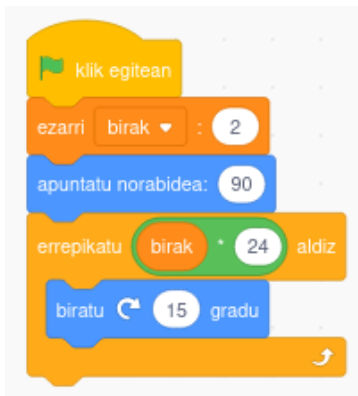 klik egitean
ezarri birak : 2
apuntatu norabidea: 90
errepikatu birak * 24 aldiz
biratu 15 gradu